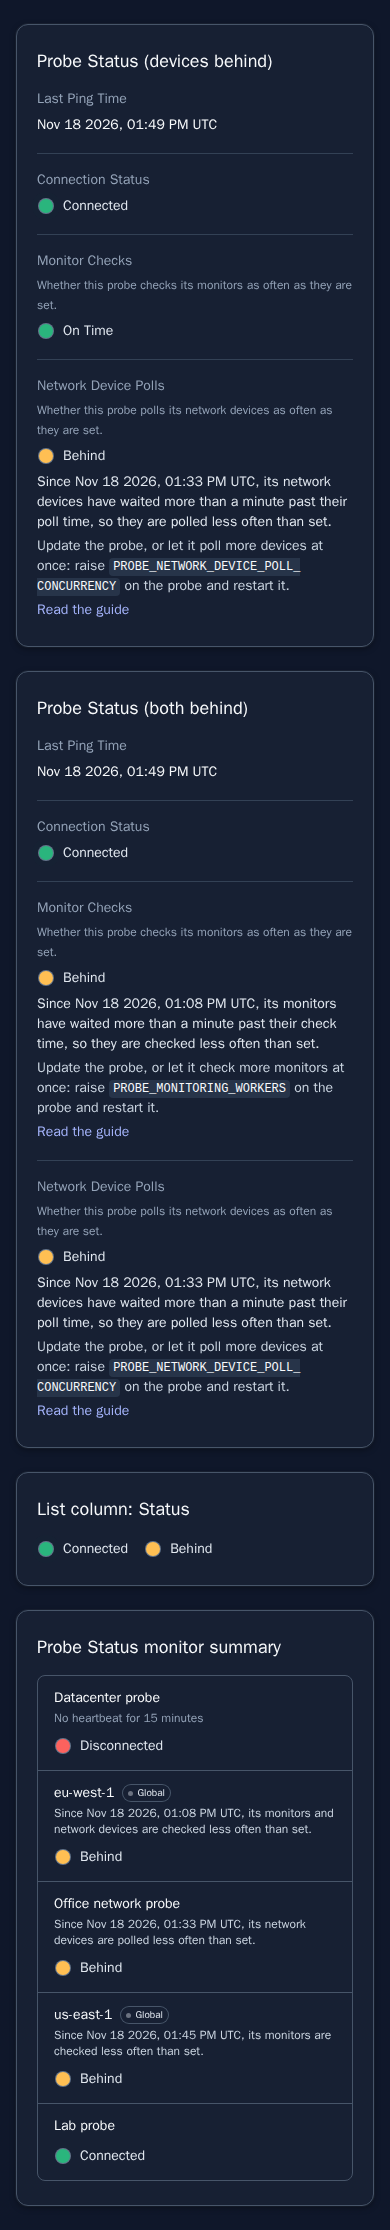 Probe Status (devices behind)
Last Ping Time
Nov 18 2026, 01:49 PM UTC
Connection Status
Connected
Monitor Checks
Whether this probe checks its monitors as often as they are
set.
On Time
Network Device Polls
Whether this probe polls its network devices as often as
they are set.
Behind
Since Nov 18 2026, 01:33 PM UTC, its network
devices have waited more than a minute past their
poll time, so they are polled less often than set.
Update the probe, or let it poll more devices at
once: raise PROBE_NETWORK_DEVICE_POLL_
CONCURRENCY on the probe and restart it.
Read the guide
Probe Status (both behind)
Last Ping Time
Nov 18 2026, 01:49 PM UTC
Connection Status
Connected
Monitor Checks
Whether this probe checks its monitors as often as they are
set.
Behind
Since Nov 18 2026, 01:08 PM UTC, its monitors
have waited more than a minute past their check
time, so they are checked less often than set.
Update the probe, or let it check more monitors at
once: raise PROBE_MONITORING_WORKERS on the
probe and restart it.
Read the guide
Network Device Polls
Whether this probe polls its network devices as often as
they are set.
Behind
Since Nov 18 2026, 01:33 PM UTC, its network
devices have waited more than a minute past their
poll time, so they are polled less often than set.
Update the probe, or let it poll more devices at
once: raise PROBE_NETWORK_DEVICE_POLL_
CONCURRENCY on the probe and restart it.
Read the guide
List column: Status
Connected Behind
Probe Status monitor summary
Datacenter probe
No heartbeat for 15 minutes
Disconnected
eu-west-1 Global
Since Nov 18 2026, 01:08 PM UTC, its monitors and
network devices are checked less often than set.
Behind
Office network probe
Since Nov 18 2026, 01:33 PM UTC, its network
devices are polled less often than set.
Behind
us-east-1 Global
Since Nov 18 2026, 01:45 PM UTC, its monitors are
checked less often than set.
Behind
Lab probe
Connected